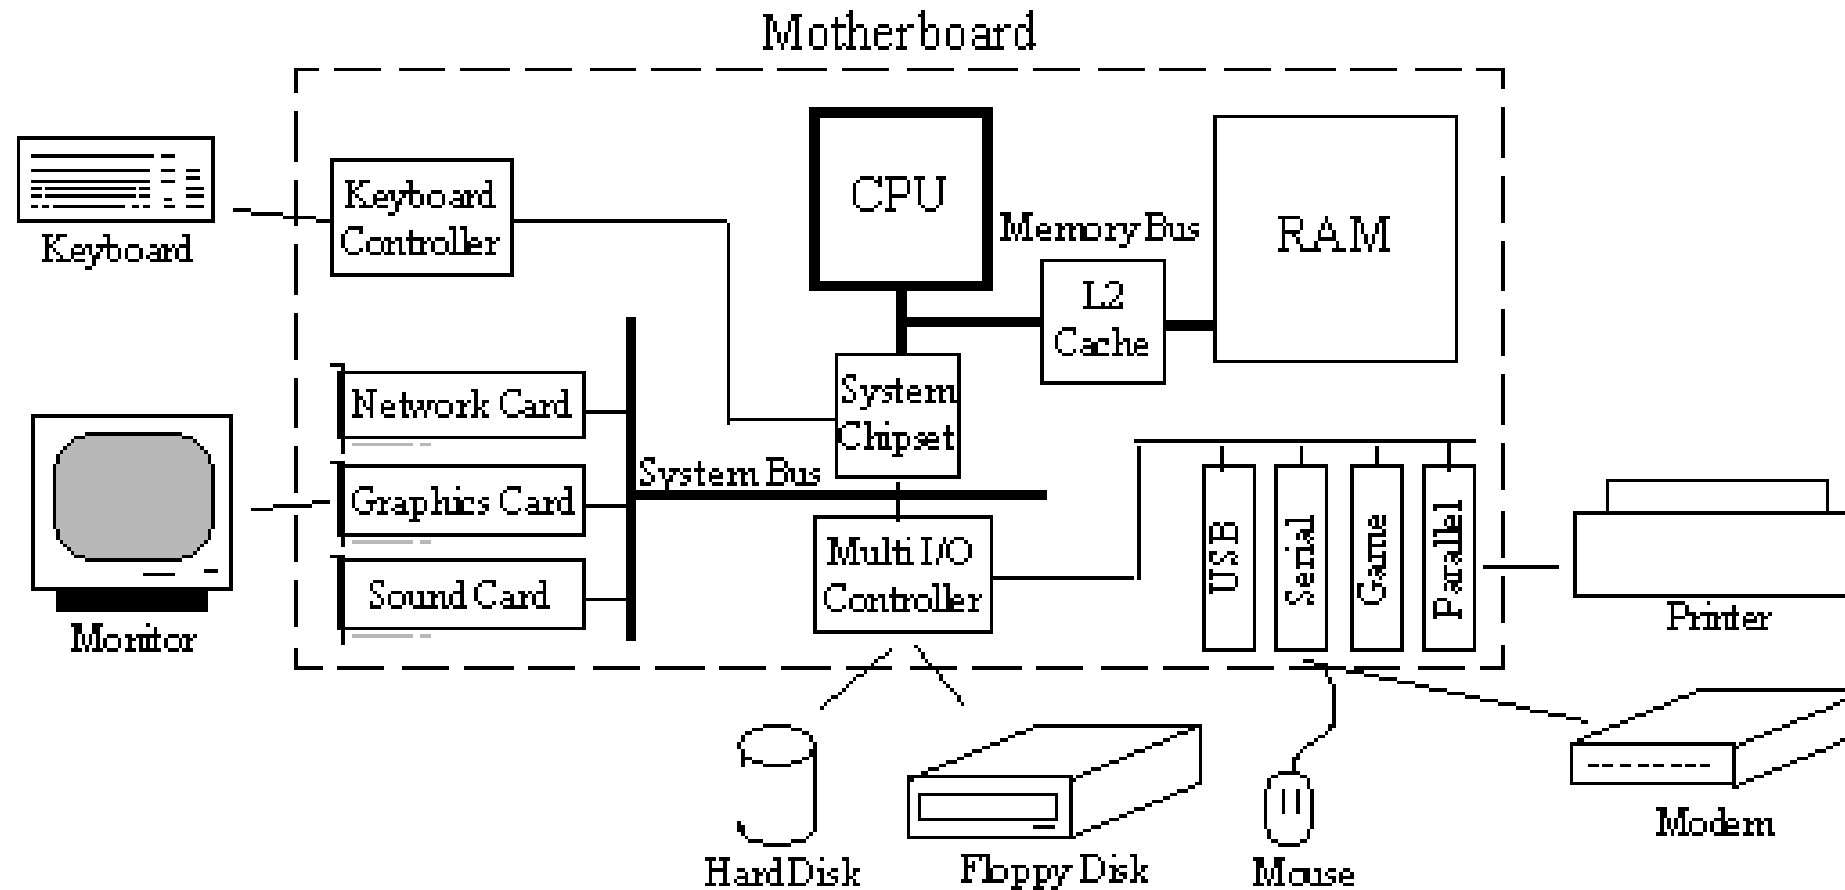 Motherboard
Keyboard
Controller
Keyboard
CPU
Memory Bus
RAM
L2
Cache
System
Chipset
Network Card
Graphics Card
Sound Card
System Bus
Monitor
Multi I/O
Controller
USB
Serial
Game
Parallel
Printer
Hard Disk
Floppy Disk
Mouse
Modem